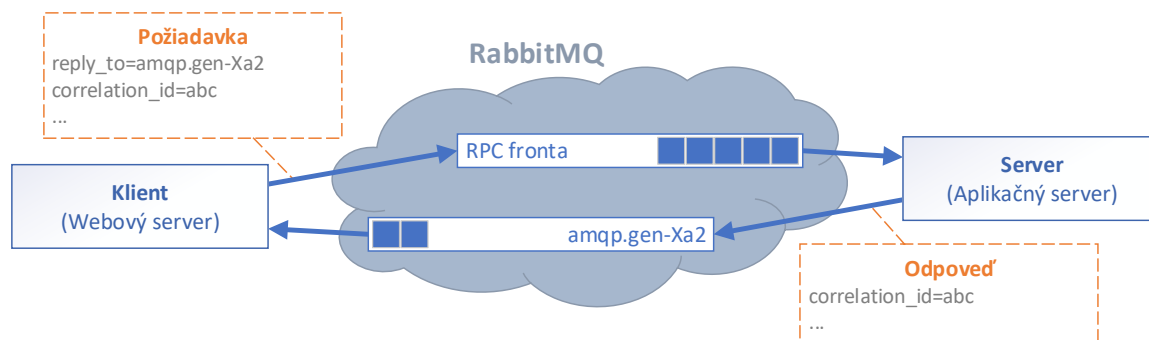 Požiadavka
reply_to=amqp.gen-Xa2
correlation_id=abc
...
RabbitMQ
RPC fronta
Klient
(Webový server)
Server
(Aplikačný server)
amqp.gen-Xa2
Odpoveď
correlation_id=abc
...